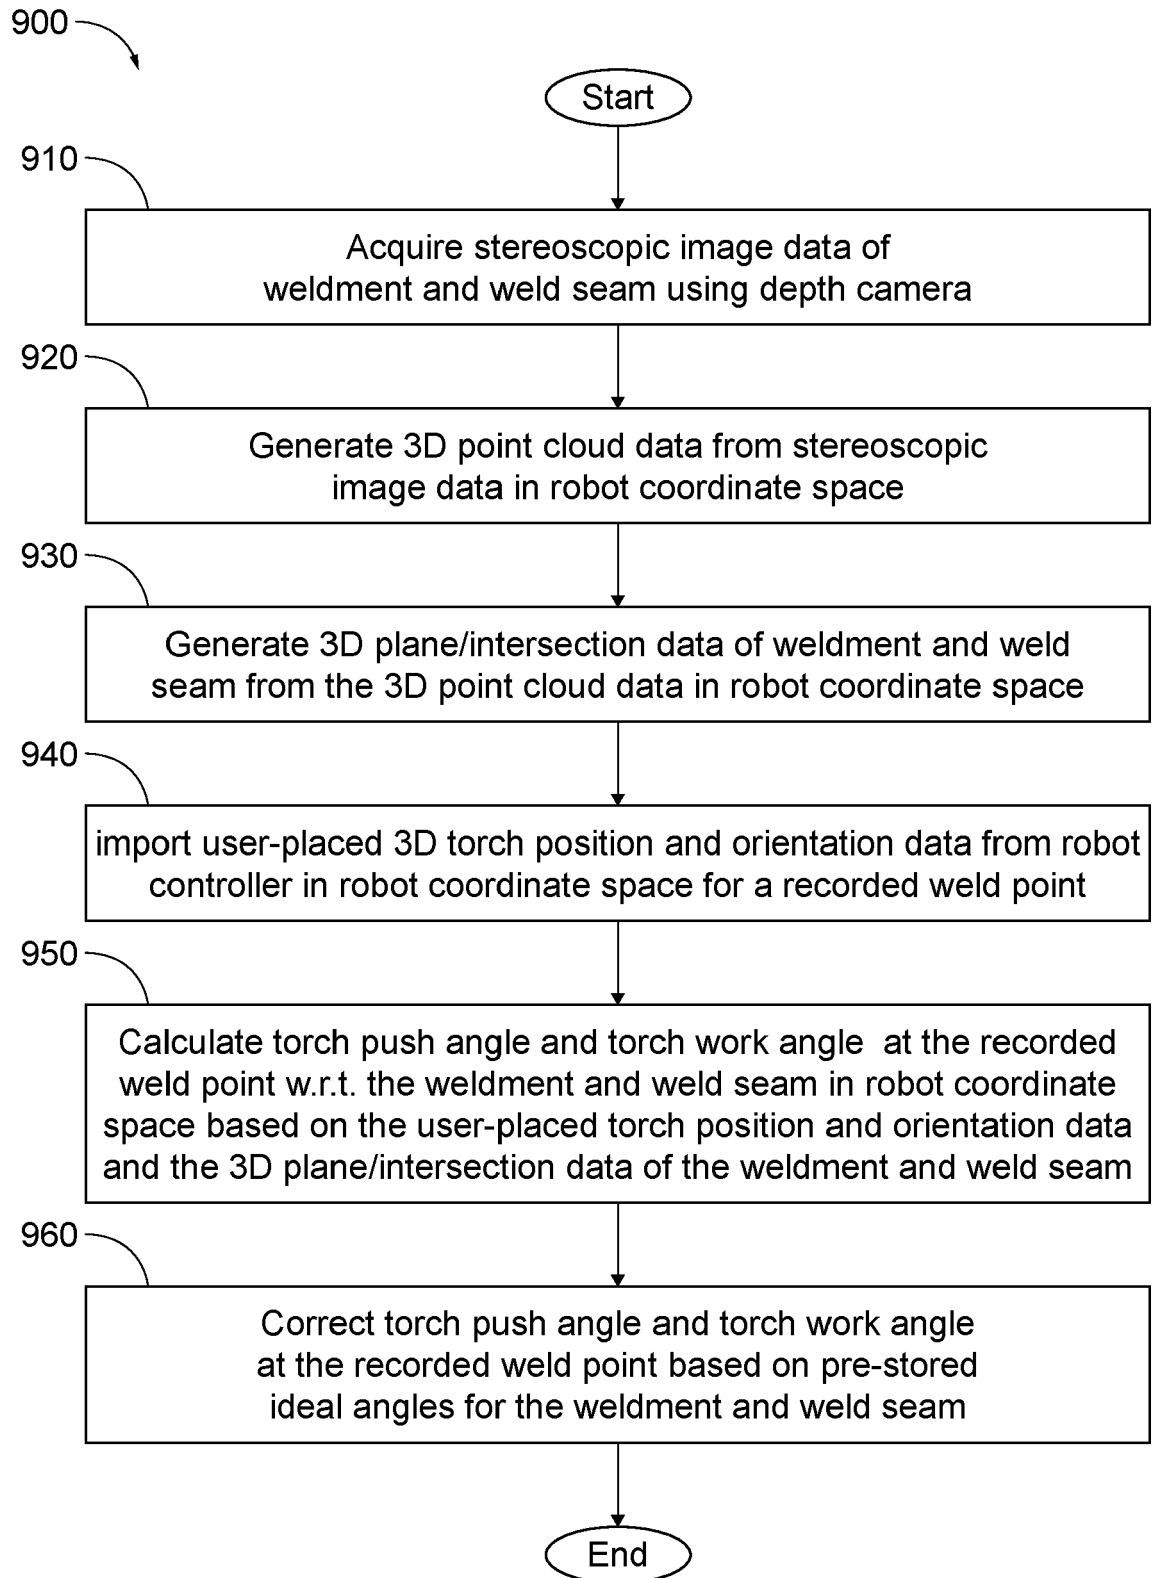 900
Start
910
Acquire stereoscopic image data of
weldment and weld seam using depth camera
920
Generate 3D point cloud data from stereoscopic
image data in robot coordinate space
930
Generate 3D plane/intersection data of weldment and weld
seam from the 3D point cloud data in robot coordinate space
940
import user-placed 3D torch position and orientation data from robot
controller in robot coordinate space for a recorded weld point
950
Calculate torch push angle and torch work angle at the recorded
weld point w.r.t. the weldment and weld seam in robot coordinate
space based on the user-placed torch position and orientation data
and the 3D plane/intersection data of the weldment and weld seam
960
Correct torch push angle and torch work angle
at the recorded weld point based on pre-stored
ideal angles for the weldment and weld seam
End